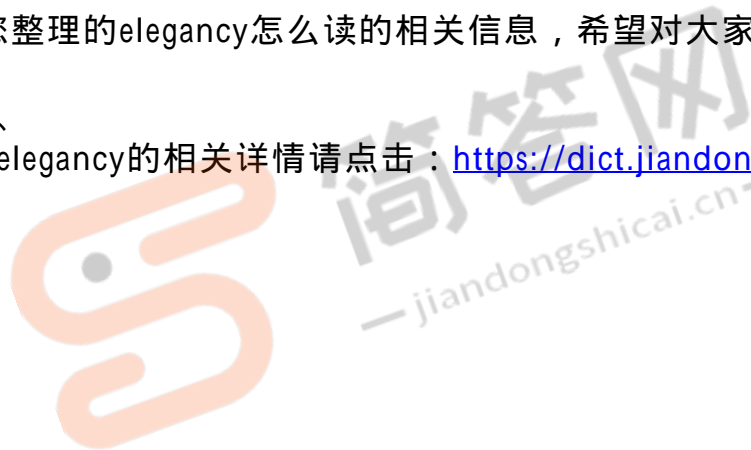 您整理的elegancy怎么读的相关信息，希望对大家
、
elegancy的相关详情请点击：https://dict.jiandon
简答网
—jiandongshicai.cn-